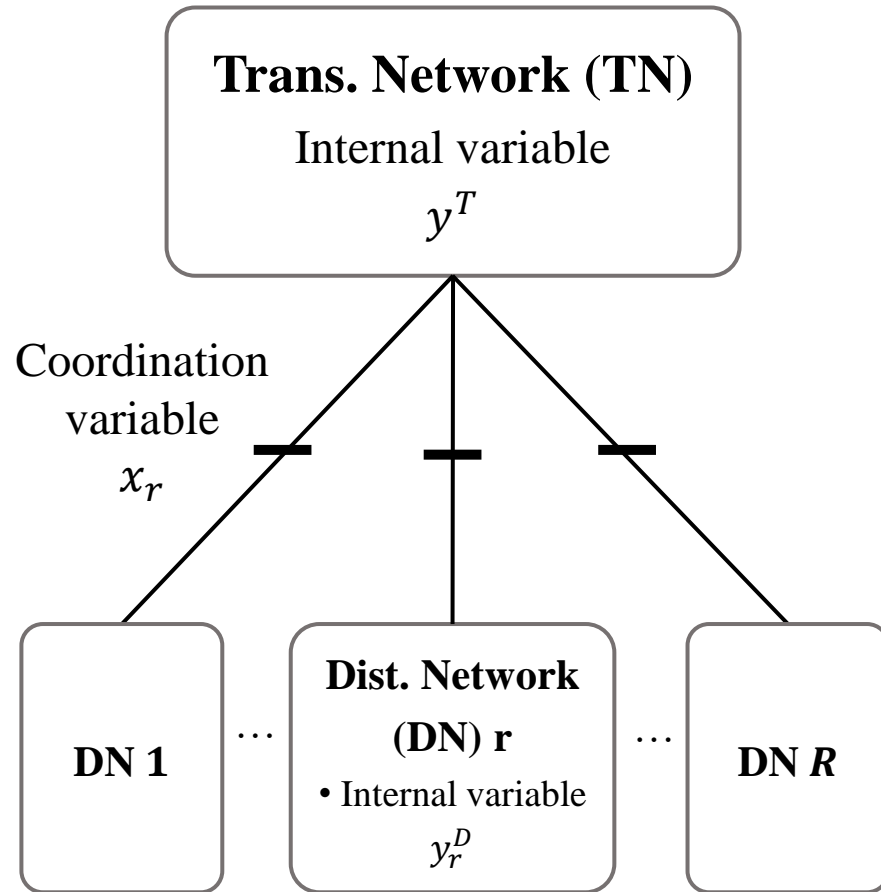 Trans. Network (TN)
Internal variable
y^T
Coordination
variable
x_r
Dist. Network
(DN) r
• Internal variable
y_r^D
DN 1
...
...
DN R